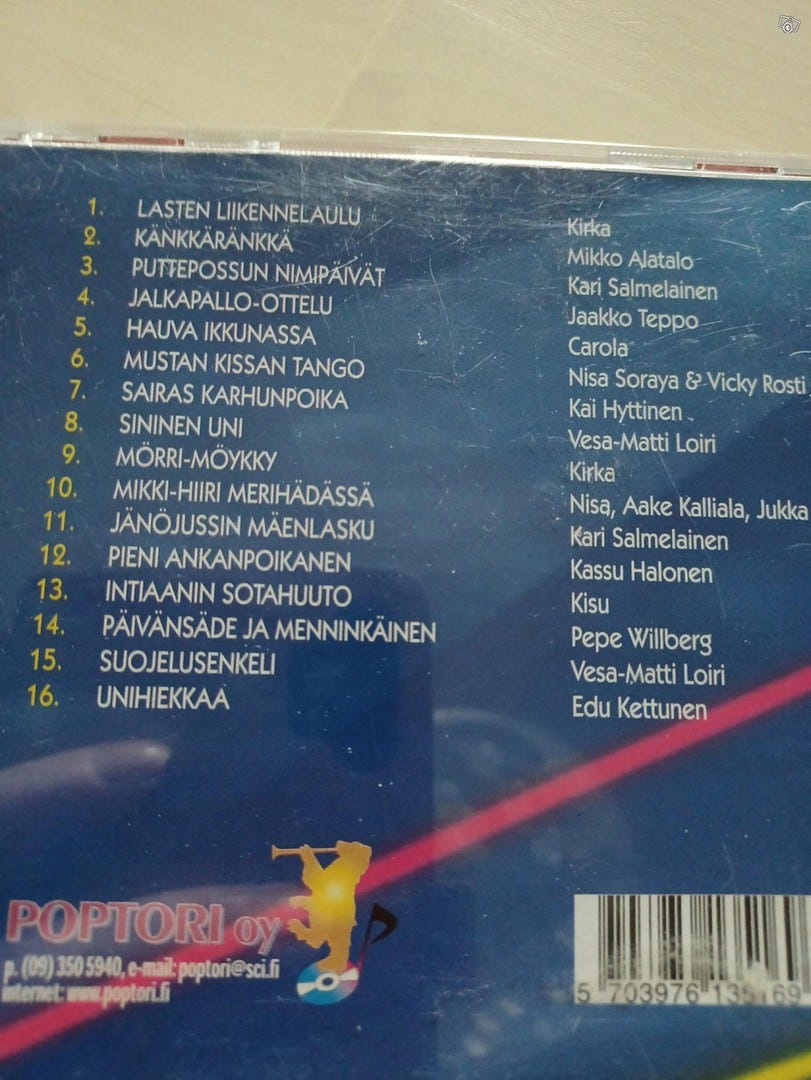 1. LASTEN LIIKENNELAULU Kirka
2. KÄNKKÄRÄNKKÄ Mikko Alatalo
3. PUTTEPOSSUN NIMIPÄIVÄT Kari Salmelainen
4. JALKAPALLO-OTTELU Jaakko Teppo
5. HAUVA IKKUNASSA Carola
6. MUSTAN KISSAN TANGO Nisa Soraya & Vicky Rosti
7. SAIRAS KARHUNPOIKA Kai Hyttinen
8. SININEN UNI Vesa-Matti Loiri
9. MÖRRI-MÖYKKY Kirka
10. MIKKI-HIIRI MERIHÄDÄSSÄ Nisa, Aake Kalliala, Jukka
11. JÄNÖJUSSIN MÄENLASKU Kari Salmelainen
12. PIENI ANKANPOIKANEN Kassu Halonen
13. INTIAANIN SOTAHUUTO Kisu
14. PÄIVÄNSÄDE JA MENNINKÄINEN Pepe Willberg
15. SUOJELUSENKELI Vesa-Matti Loiri
16. UNIHIEKKAA Edu Kettunen
POPTORI oy
p. (09) 350 5940, e-mail: poptori@sci.fi
internet: www.poptori.fi
5 703976 135169